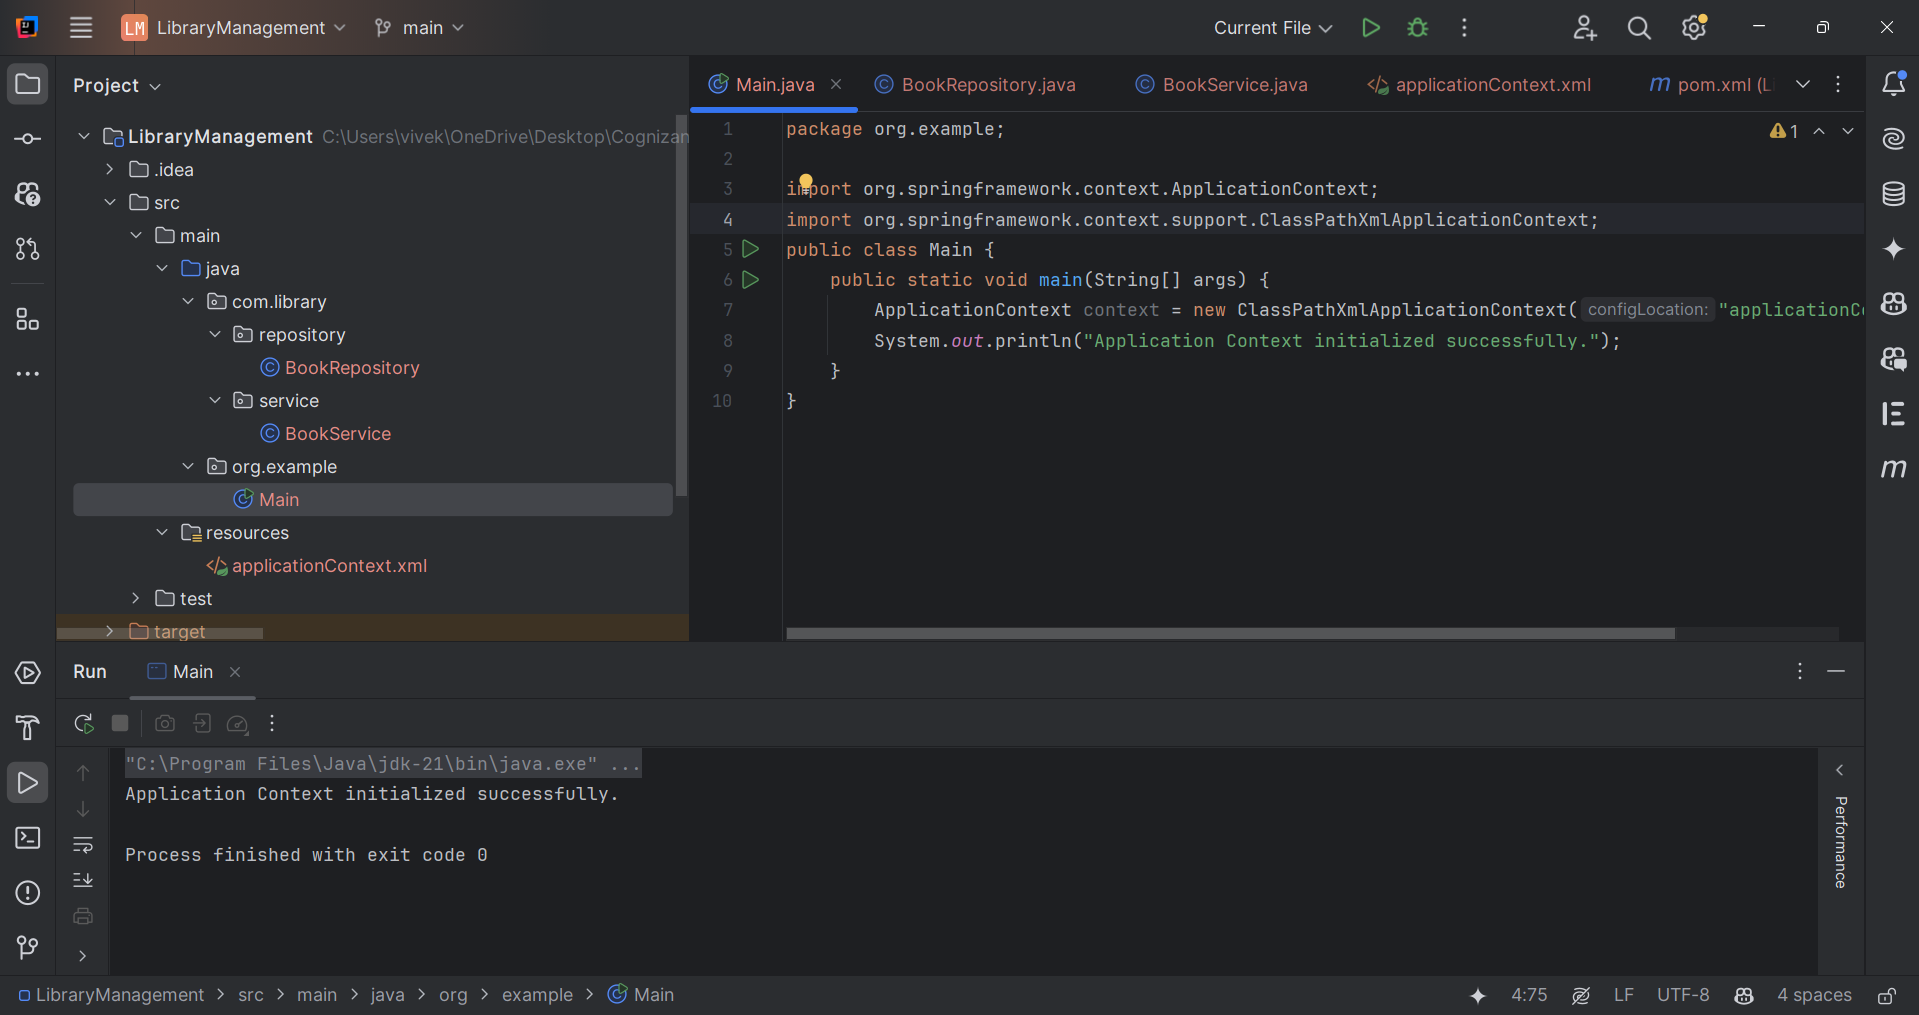 LM LibraryManagement main Current File
Project
Main.java BookRepository.java BookService.java applicationContext.xml m pom.xml (L
LibraryManagement C:\Users\vivek\OneDrive\Desktop\Cognizan
.idea
src
main
java
com.library
repository
BookRepository
service
BookService
org.example
Main
resources
applicationContext.xml
test
target
1 package org.example;
2
3 import org.springframework.context.ApplicationContext;
4 import org.springframework.context.support.ClassPathXmlApplicationContext;
5 public class Main {
6 public static void main(String[] args) {
7 ApplicationContext context = new ClassPathXmlApplicationContext( configLocation: "applicationC
8 System.out.println("Application Context initialized successfully.");
9 }
10 }
1
Run Main
"C:\Program Files\Java\jdk-21\bin\java.exe" ...
Application Context initialized successfully.
Process finished with exit code 0
Performance
LibraryManagement > src > main > java > org > example > Main
4:75 LF UTF-8 4 spaces